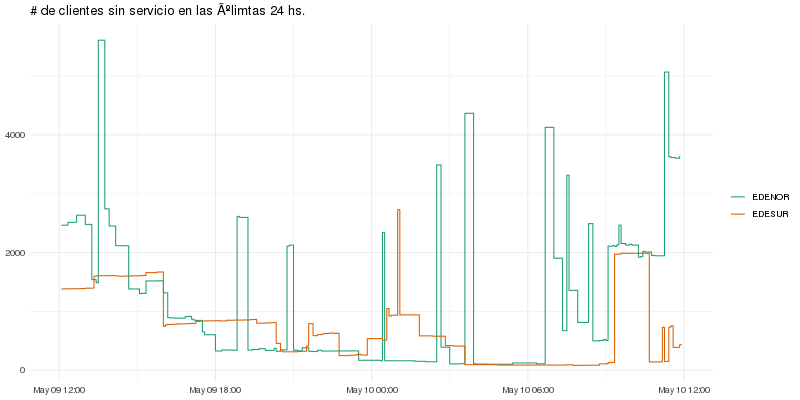 # de clientes sin servicio en las Ãºlimtas 24 hs.
4000
2000
0
May 09 12:00
May 09 18:00
May 10 00:00
May 10 06:00
May 10 12:00
EDENOR
EDESUR